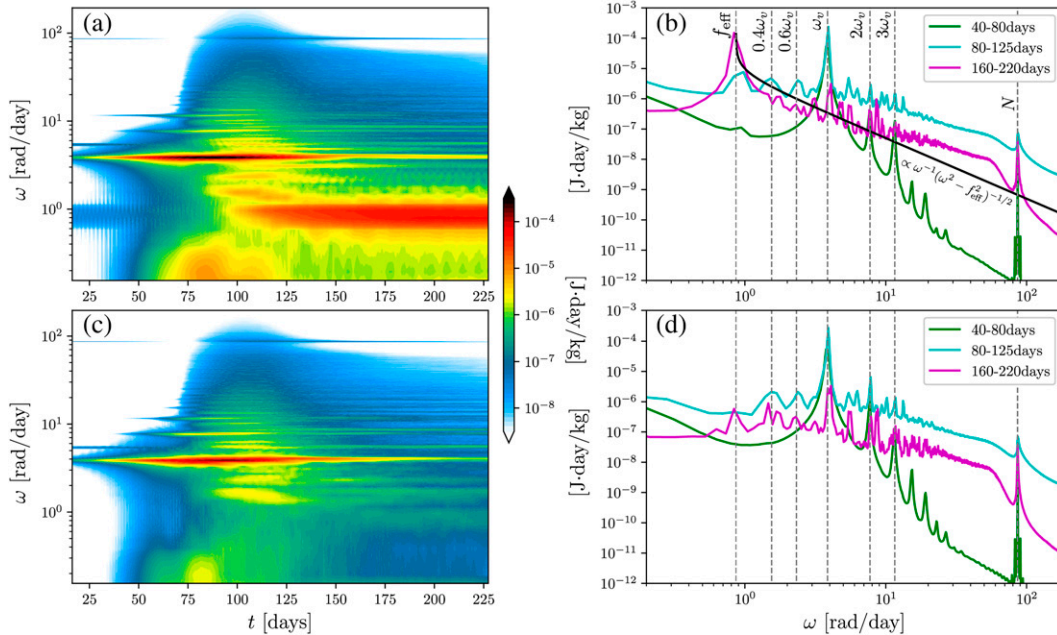 (a)
ω [rad/day]
10²
10¹
10⁰
25 50 75 100 125 150 175 200 225
(b)
[J·day/kg]
10⁻³
10⁻⁴
10⁻⁵
10⁻⁶
10⁻⁷
10⁻⁸
10⁻⁹
10⁻¹⁰
10⁻¹¹
10⁻¹²
f_eff
0.4ω_v
0.6ω_v
ω_v
2ω_v
3ω_v
N
40-80days
80-125days
160-220days
∝ ω⁻¹(ω² − f²_eff)^−1/2
10⁰ 10¹ 10²
10⁻⁴
10⁻⁵
10⁻⁶
10⁻⁷
10⁻⁸
[J·day/kg]
(c)
ω [rad/day]
10²
10¹
10⁰
25 50 75 100 125 150 175 200 225
t [days]
(d)
[J·day/kg]
10⁻³
10⁻⁴
10⁻⁵
10⁻⁶
10⁻⁷
10⁻⁸
10⁻⁹
10⁻¹⁰
10⁻¹¹
10⁻¹²
40-80days
80-125days
160-220days
10⁰ 10¹ 10²
ω [rad/day]